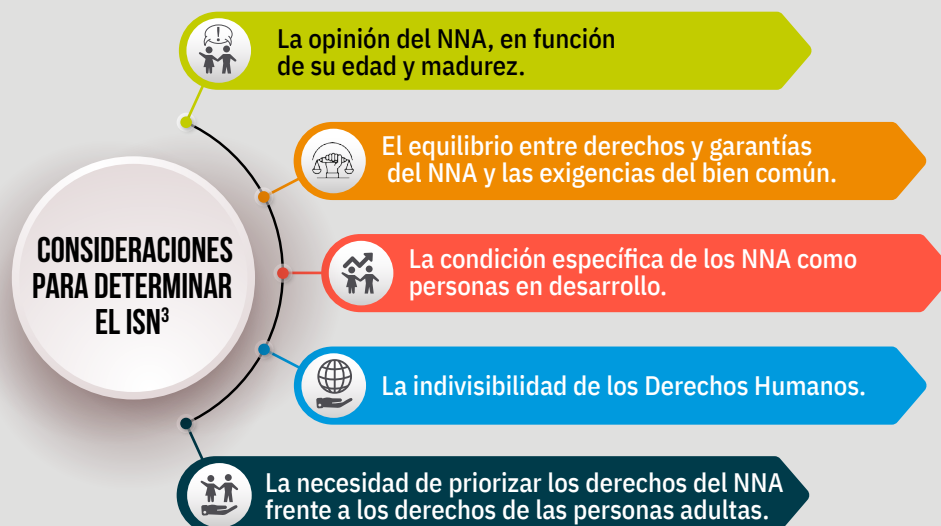 La opinión del NNA, en función
de su edad y madurez.
El equilibrio entre derechos y garantías
del NNA y las exigencias del bien común.
CONSIDERACIONES
PARA DETERMINAR
EL ISN³
La condición específica de los NNA como
personas en desarrollo.
La indivisibilidad de los Derechos Humanos.
La necesidad de priorizar los derechos del NNA
frente a los derechos de las personas adultas.